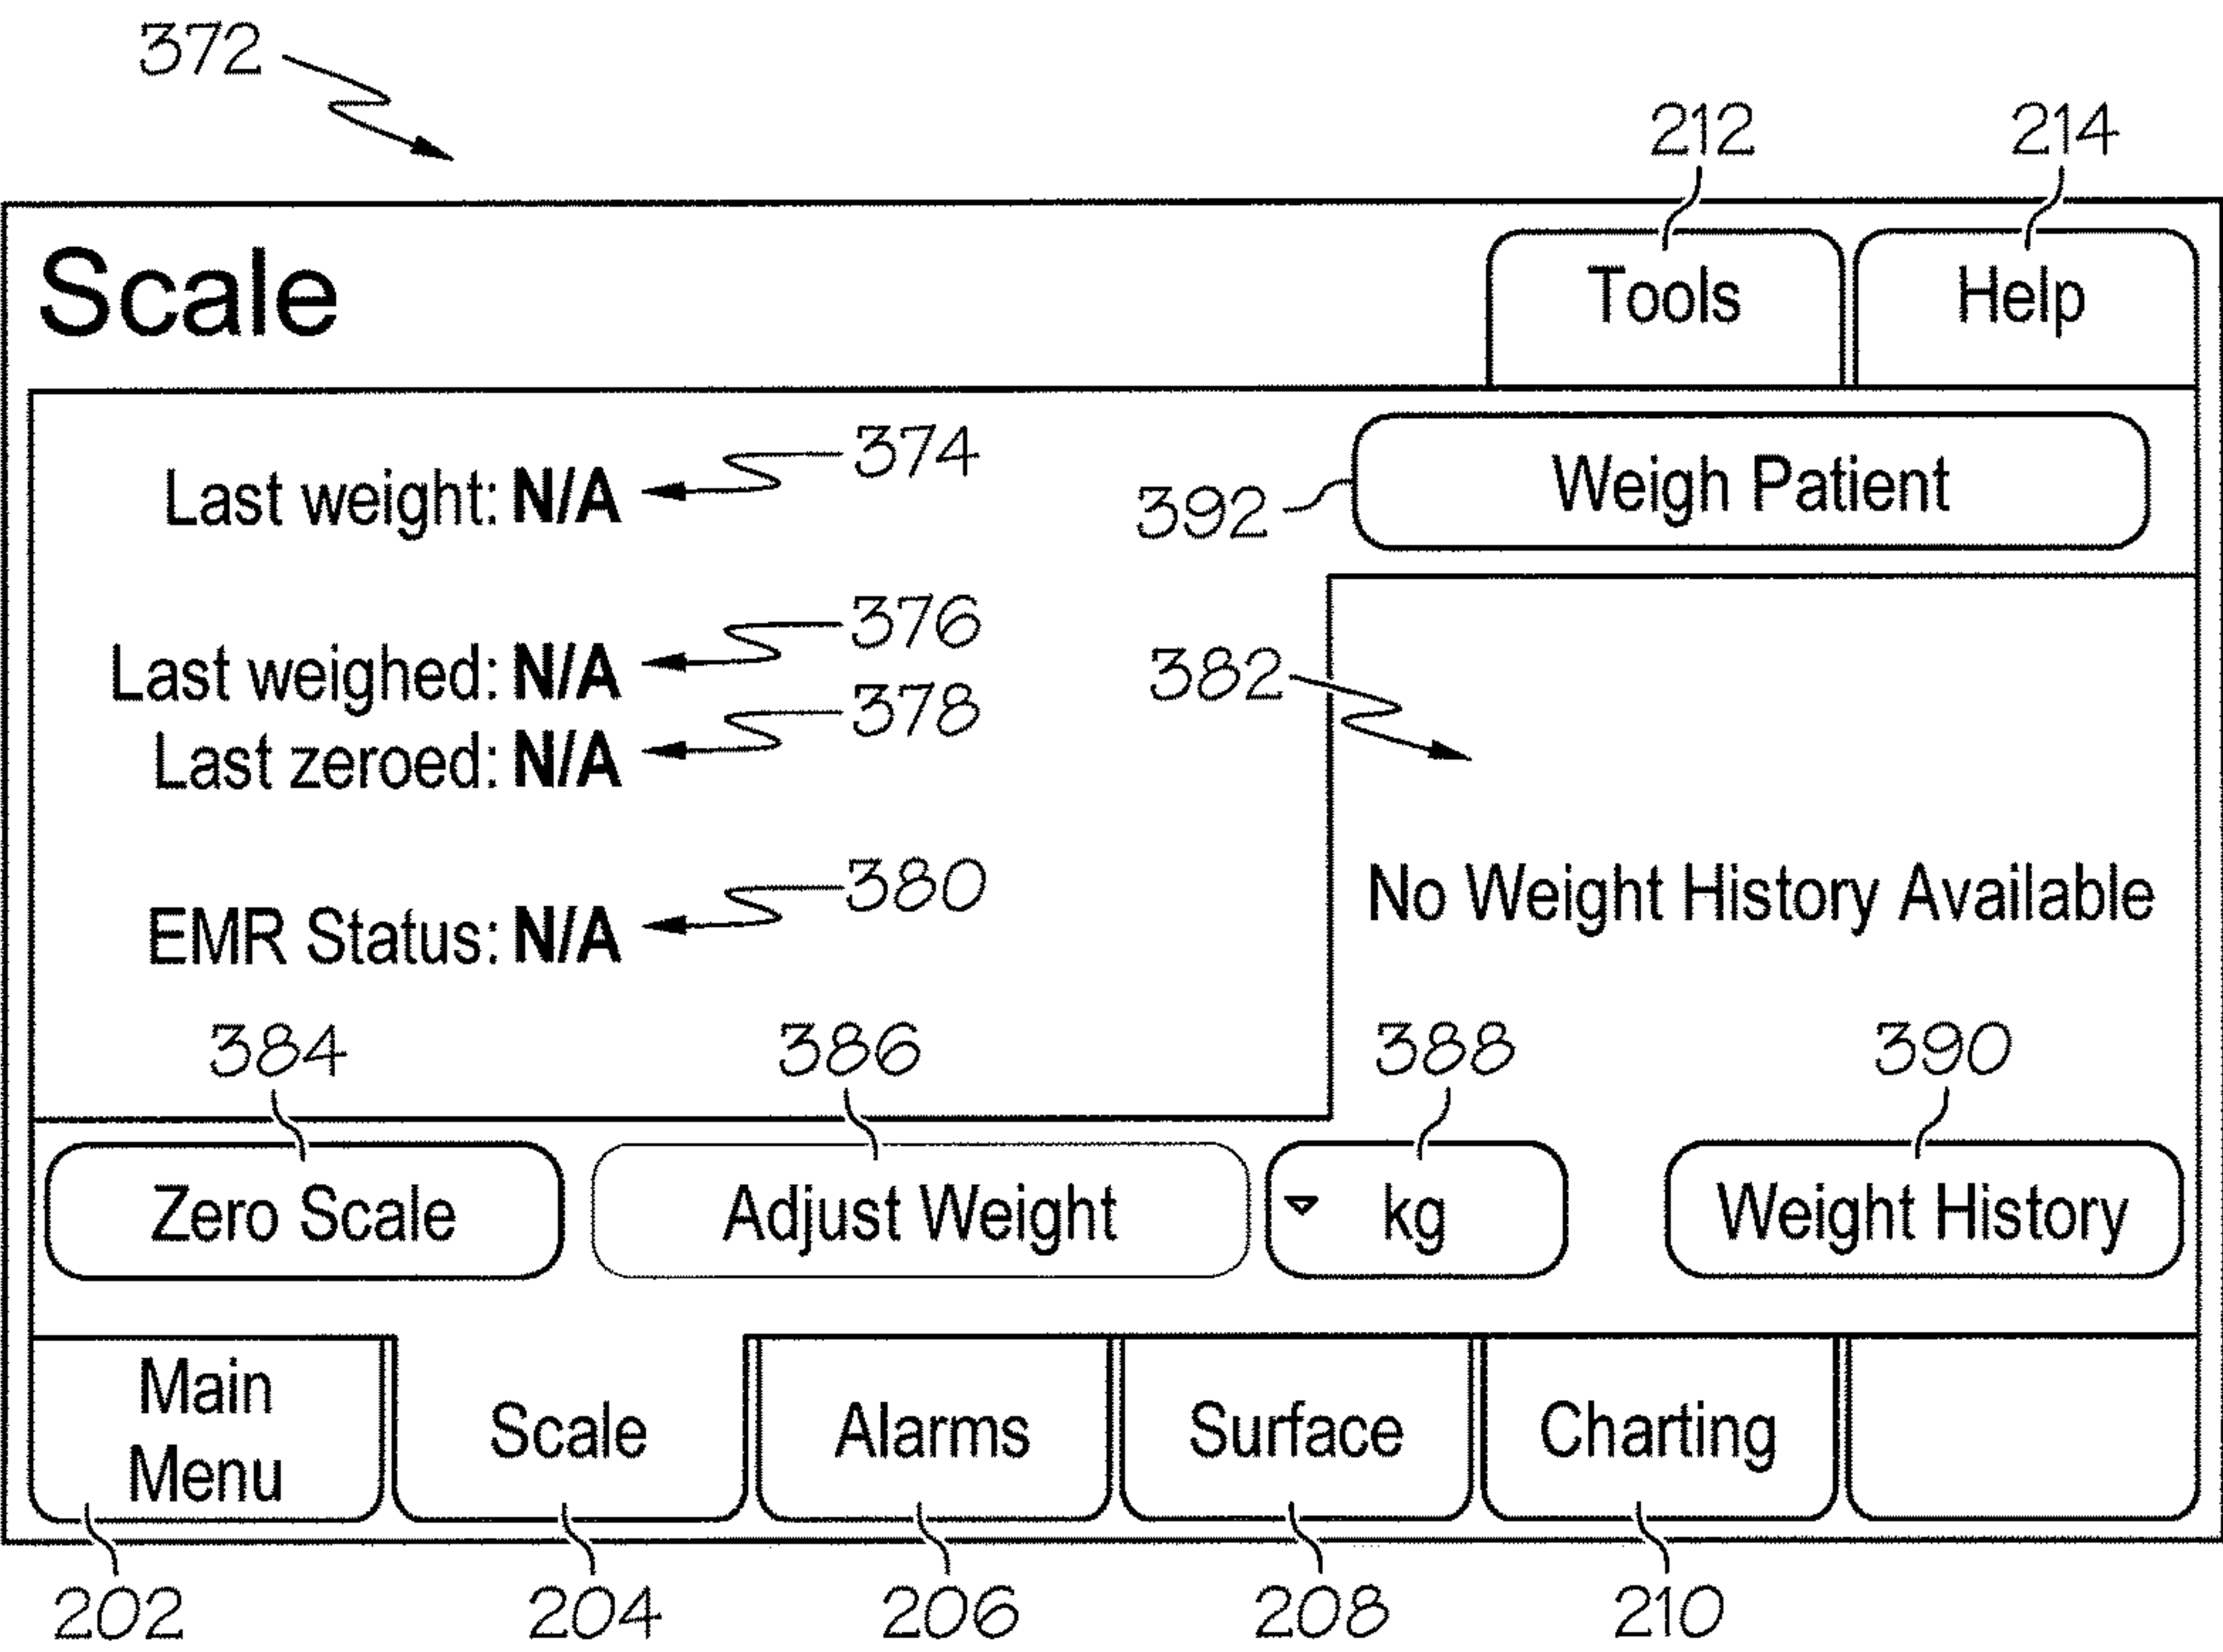 372
212
214
Scale
Tools
Help
Last weight: N/A
374
392
Weigh Patient
Last weighed: N/A
376
382
Last zeroed: N/A
378
EMR Status: N/A
380
No Weight History Available
384
386
388
390
Zero Scale
Adjust Weight
kg
Weight History
Main
Menu
Scale
Alarms
Surface
Charting
202
204
206
208
210